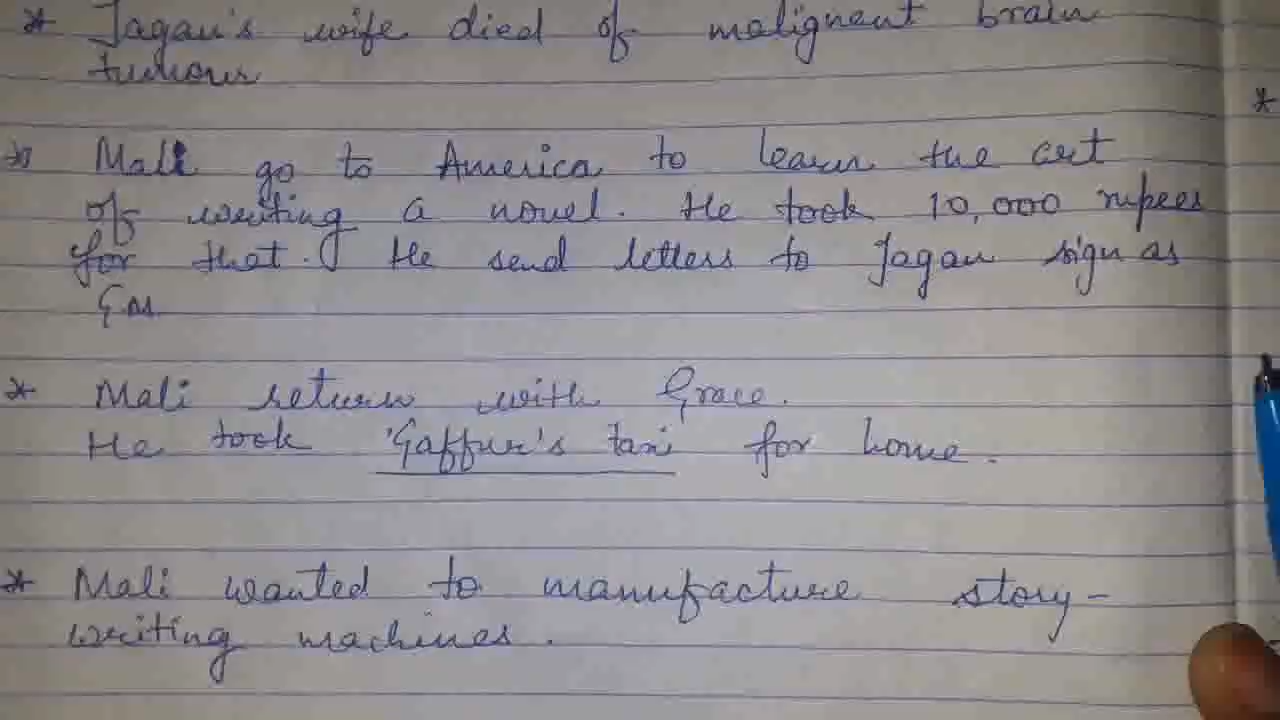 * Jagan's wife died of malignent brain
tumour
* Mali go to America to learn the art
of writing a novel. He took 10,000 rupees
for that. He send letters to Jagan sign as
* Mali return with Grace.
He took 'Gaffur's taxi' for home.
* Mali wanted to manufacture story-
writing machines.
*